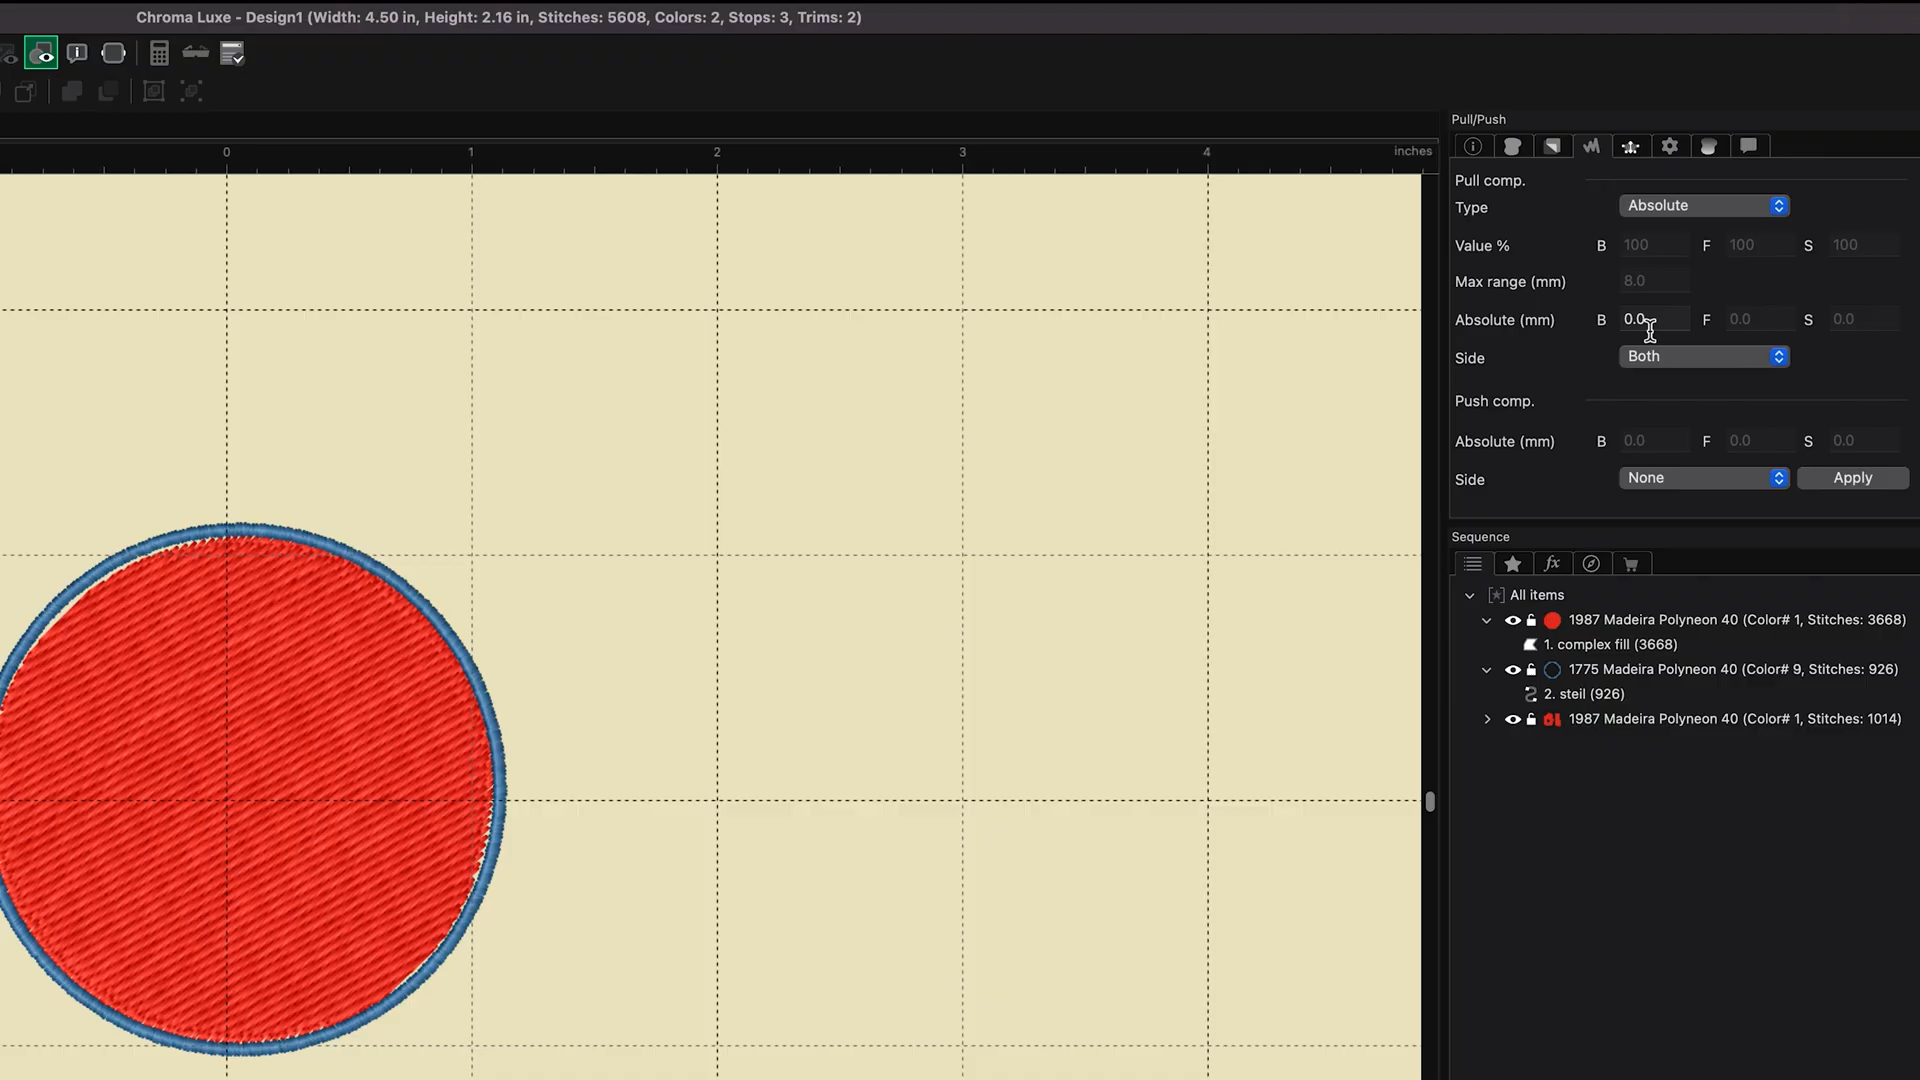 Chroma Luxe - Design1 (Width: 4.50 in, Height: 2.16 in, Stitches: 5608, Colors: 2, Stops: 3, Trims: 2)
0 1 2 3 4 inches
Pull/Push
Pull comp.
Type Absolute
Value % B 100 F 100 S 100
Max range (mm) 8.0
Absolute (mm) B 0.0 F 0.0 S 0.0
Side Both
Push comp.
Absolute (mm) B 0.0 F 0.0 S 0.0
Side None Apply
Sequence
fx
All items
1987 Madeira Polyneon 40 (Color# 1, Stitches: 3668)
1. complex fill (3668)
1775 Madeira Polyneon 40 (Color# 9, Stitches: 926)
2. steil (926)
1987 Madeira Polyneon 40 (Color# 1, Stitches: 1014)